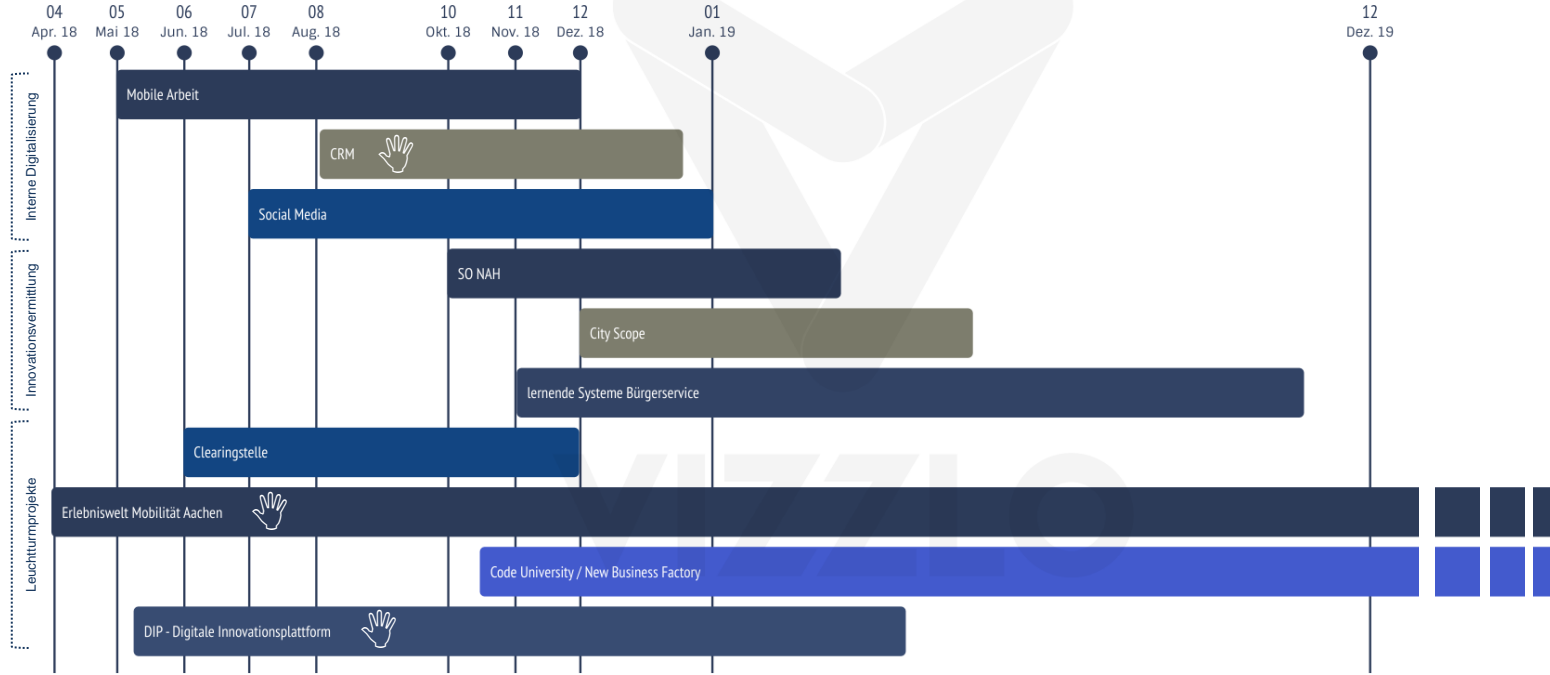 04 05 06 07 08 10 11 12 01 12
Apr. 18 Mai 18 Jun. 18 Jul. 18 Aug. 18 Okt. 18 Nov. 18 Dez. 18 Jan. 19 Dez. 19
Interne Digitalisierung
Mobile Arbeit
CRM
Social Media
Innovationsvermittlung
SO NAH
City Scope
lernende Systeme Bürgerservice
Leuchtturmprojekte
Clearingstelle
Erlebniswelt Mobilität Aachen
Code University / New Business Factory
DIP - Digitale Innovationsplattform
VIZZLO